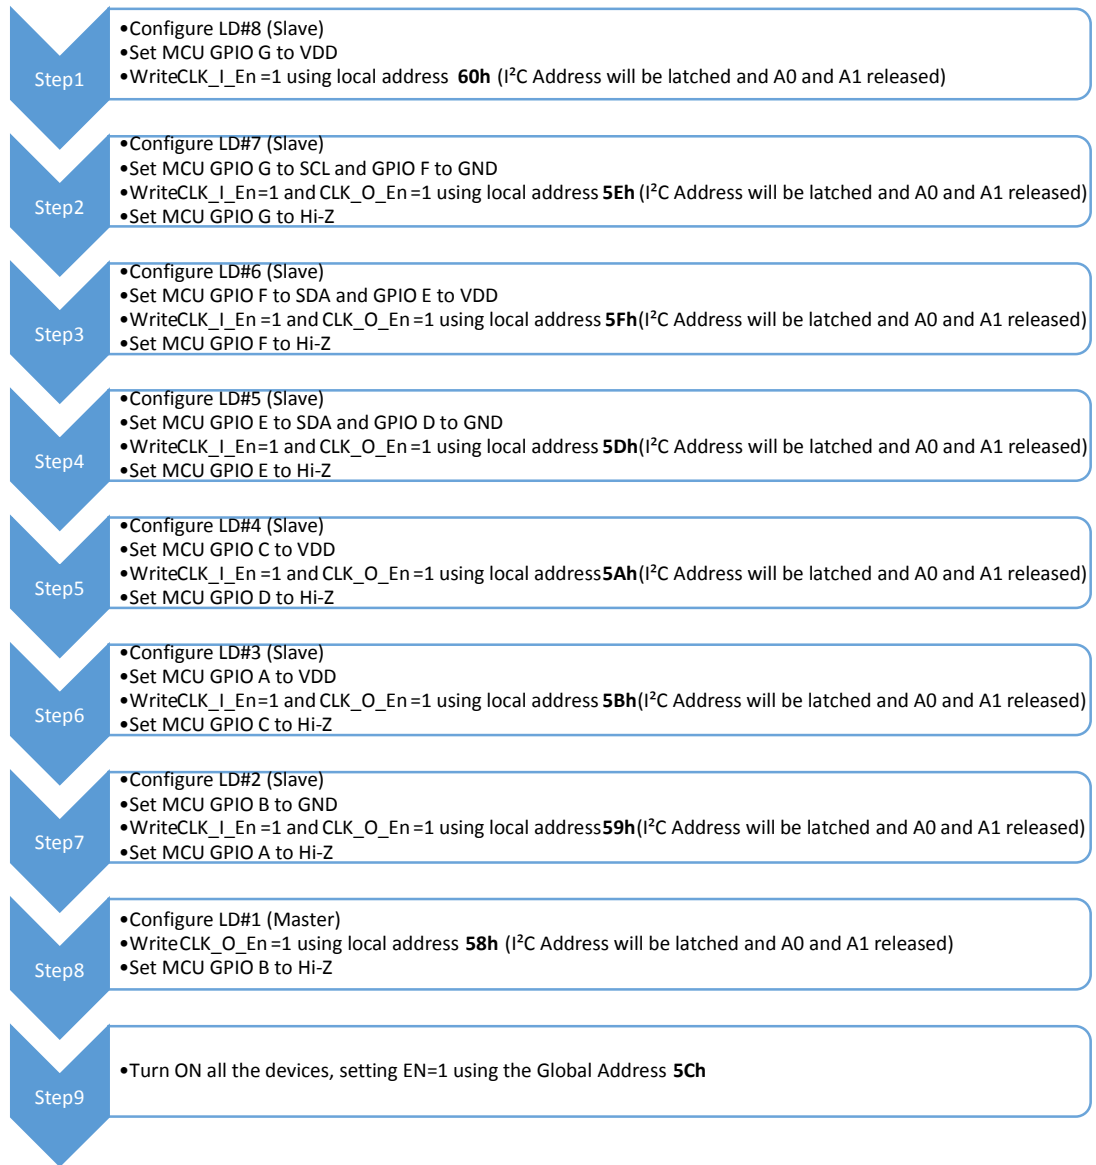 Step1
•Configure LD#8 (Slave)
•Set MCU GPIO G to VDD
•WriteCLK_I_En =1 using local address 60h (I²C Address will be latched and A0 and A1 released)
Step2
•Configure LD#7 (Slave)
•Set MCU GPIO G to SCL and GPIO F to GND
•WriteCLK_I_En=1 and CLK_O_En =1 using local address 5Eh (I²C Address will be latched and A0 and A1 released)
•Set MCU GPIO G to Hi-Z
Step3
•Configure LD#6 (Slave)
•Set MCU GPIO F to SDA and GPIO E to VDD
•WriteCLK_I_En =1 and CLK_O_En =1 using local address 5Fh(I²C Address will be latched and A0 and A1 released)
•Set MCU GPIO F to Hi-Z
Step4
•Configure LD#5 (Slave)
•Set MCU GPIO E to SDA and GPIO D to GND
•WriteCLK_I_En=1 and CLK_O_En =1 using local address 5Dh(I²C Address will be latched and A0 and A1 released)
•Set MCU GPIO E to Hi-Z
Step5
•Configure LD#4 (Slave)
•Set MCU GPIO C to VDD
•WriteCLK_I_En =1 and CLK_O_En =1 using local address5Ah(I²C Address will be latched and A0 and A1 released)
•Set MCU GPIO D to Hi-Z
Step6
•Configure LD#3 (Slave)
•Set MCU GPIO A to VDD
•WriteCLK_I_En=1 and CLK_O_En =1 using local address 5Bh(I²C Address will be latched and A0 and A1 released)
•Set MCU GPIO C to Hi-Z
Step7
•Configure LD#2 (Slave)
•Set MCU GPIO B to GND
•WriteCLK_I_En =1 and CLK_O_En =1 using local address59h(I²C Address will be latched and A0 and A1 released)
•Set MCU GPIO A to Hi-Z
Step8
•Configure LD#1 (Master)
•WriteCLK_O_En =1 using local address 58h (I²C Address will be latched and A0 and A1 released)
•Set MCU GPIO B to Hi-Z
Step9
•Turn ON all the devices, setting EN=1 using the Global Address 5Ch